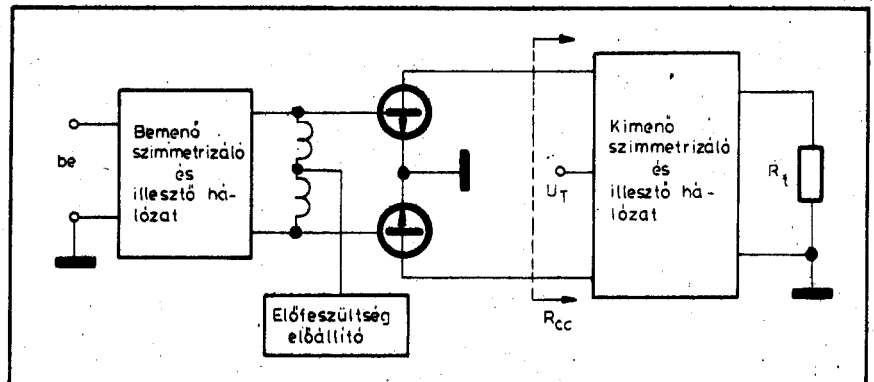 be
Bemenő
szimmetrizáló
és
illesztő há-
lózat
Előfeszültség
előállító
U_T
R_cc
Kimenő
szimmetrizáló
és
illesztő há-
lózat
R_t